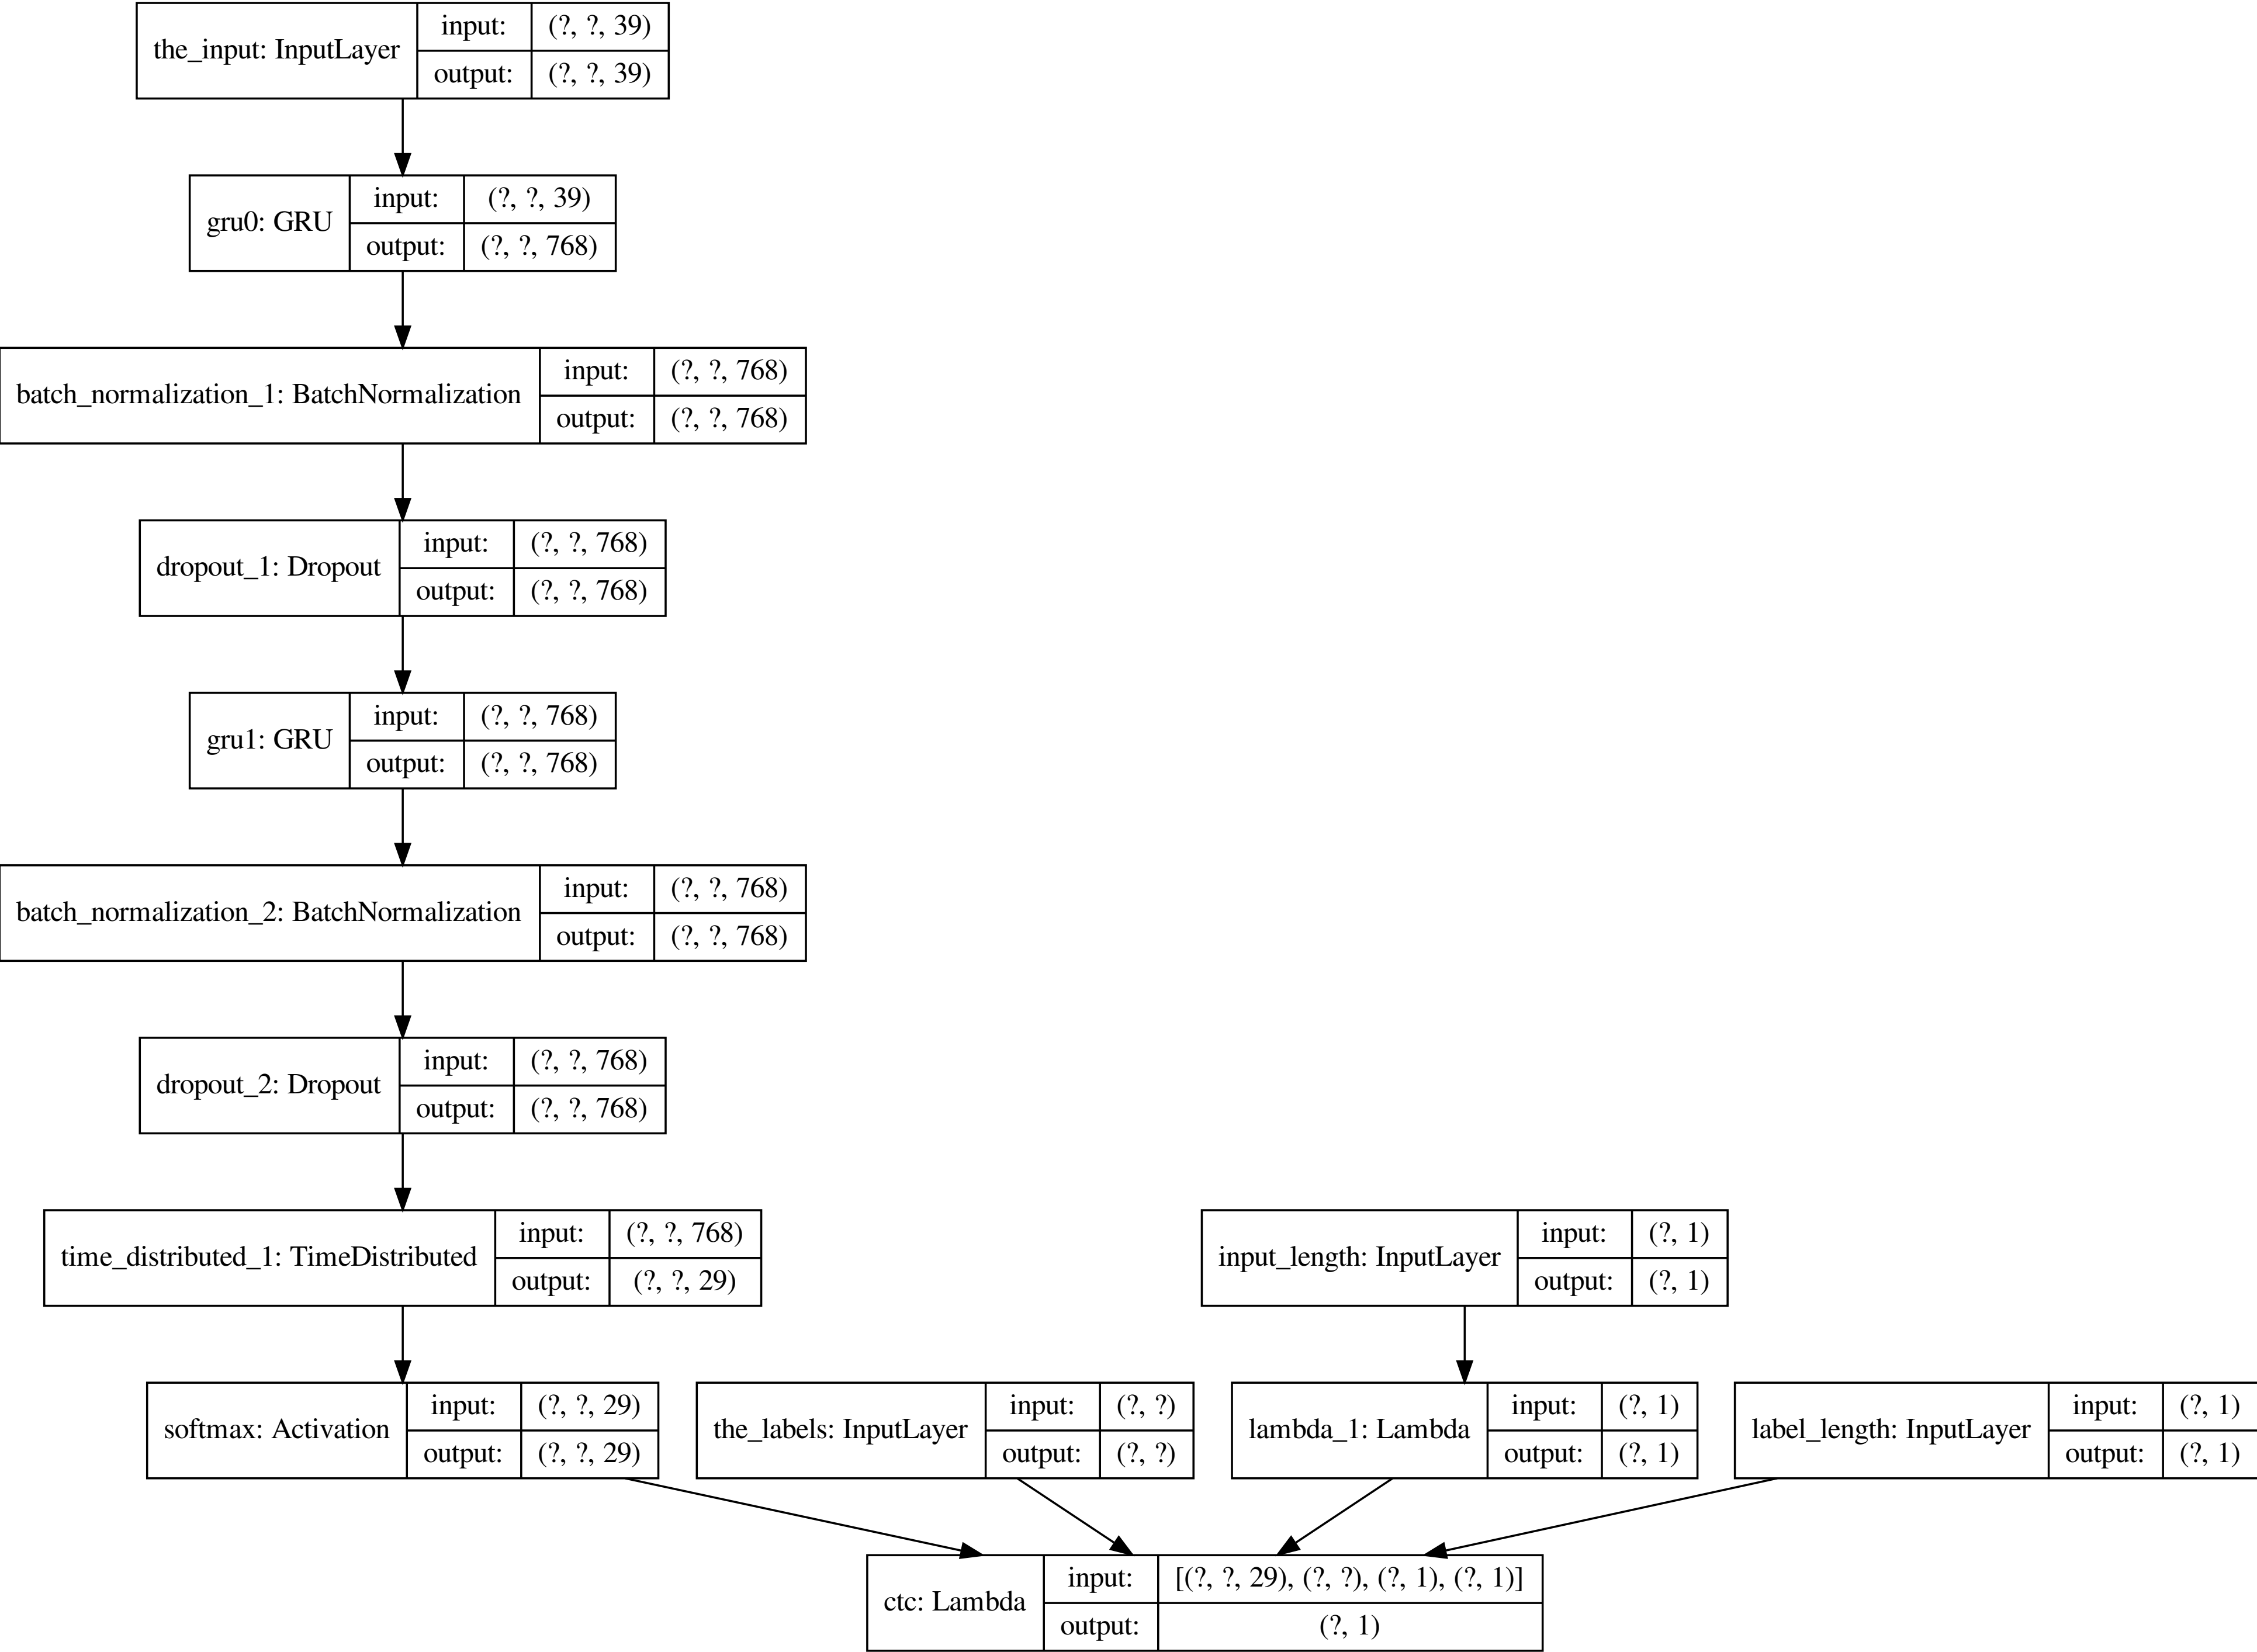 the_input: InputLayer input: (?, ?, 39)
output: (?, ?, 39)
gru0: GRU input: (?, ?, 39)
output: (?, ?, 768)
batch_normalization_1: BatchNormalization input: (?, ?, 768)
output: (?, ?, 768)
dropout_1: Dropout input: (?, ?, 768)
output: (?, ?, 768)
gru1: GRU input: (?, ?, 768)
output: (?, ?, 768)
batch_normalization_2: BatchNormalization input: (?, ?, 768)
output: (?, ?, 768)
dropout_2: Dropout input: (?, ?, 768)
output: (?, ?, 768)
time_distributed_1: TimeDistributed input: (?, ?, 768)
output: (?, ?, 29)
input_length: InputLayer input: (?, 1)
output: (?, 1)
softmax: Activation input: (?, ?, 29)
output: (?, ?, 29)
the_labels: InputLayer input: (?, ?)
output: (?, ?)
lambda_1: Lambda input: (?, 1)
output: (?, 1)
label_length: InputLayer input: (?, 1)
output: (?, 1)
ctc: Lambda input: [(?, ?, 29), (?, ?), (?, 1), (?, 1)]
output: (?, 1)